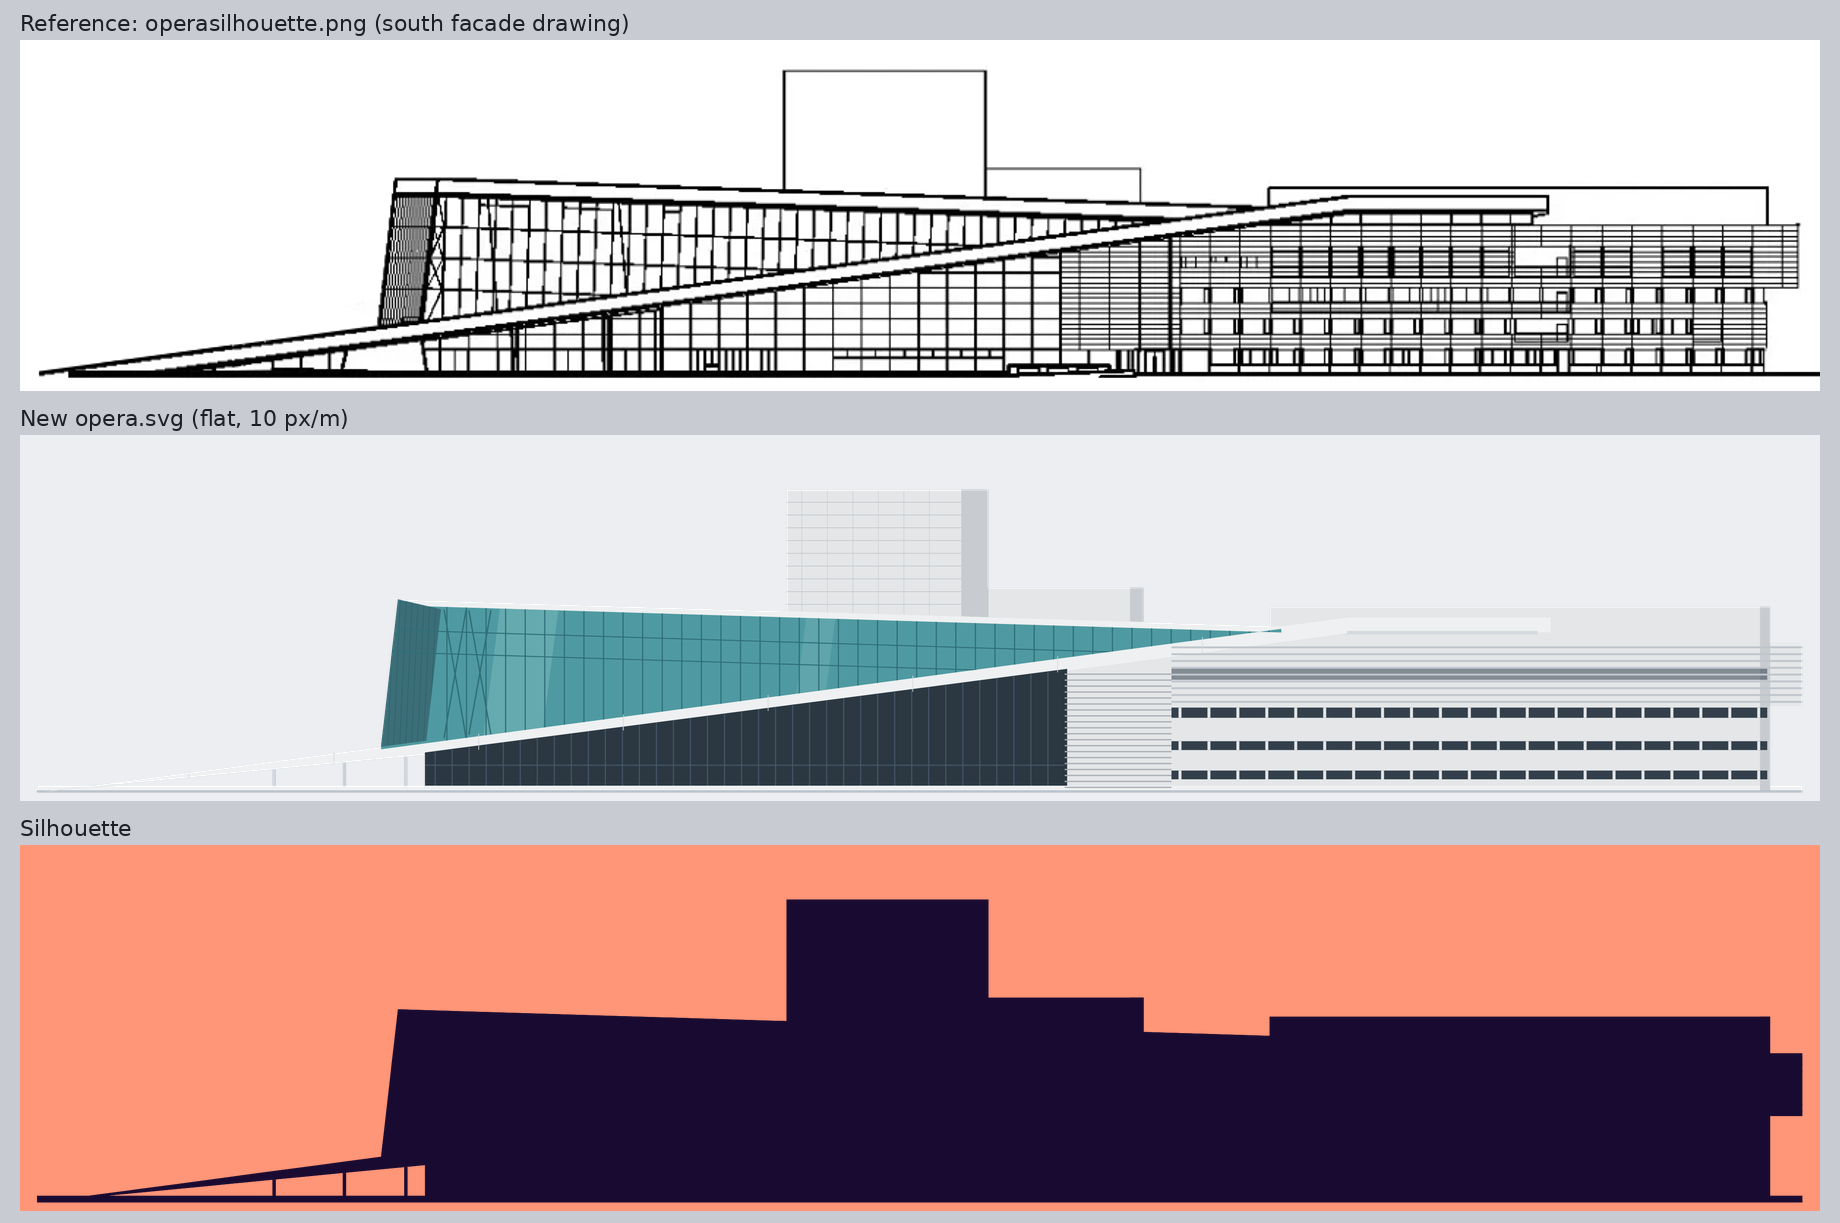 Reference: operasilhouette.png (south facade drawing)
New opera.svg (flat, 10 px/m)
Silhouette